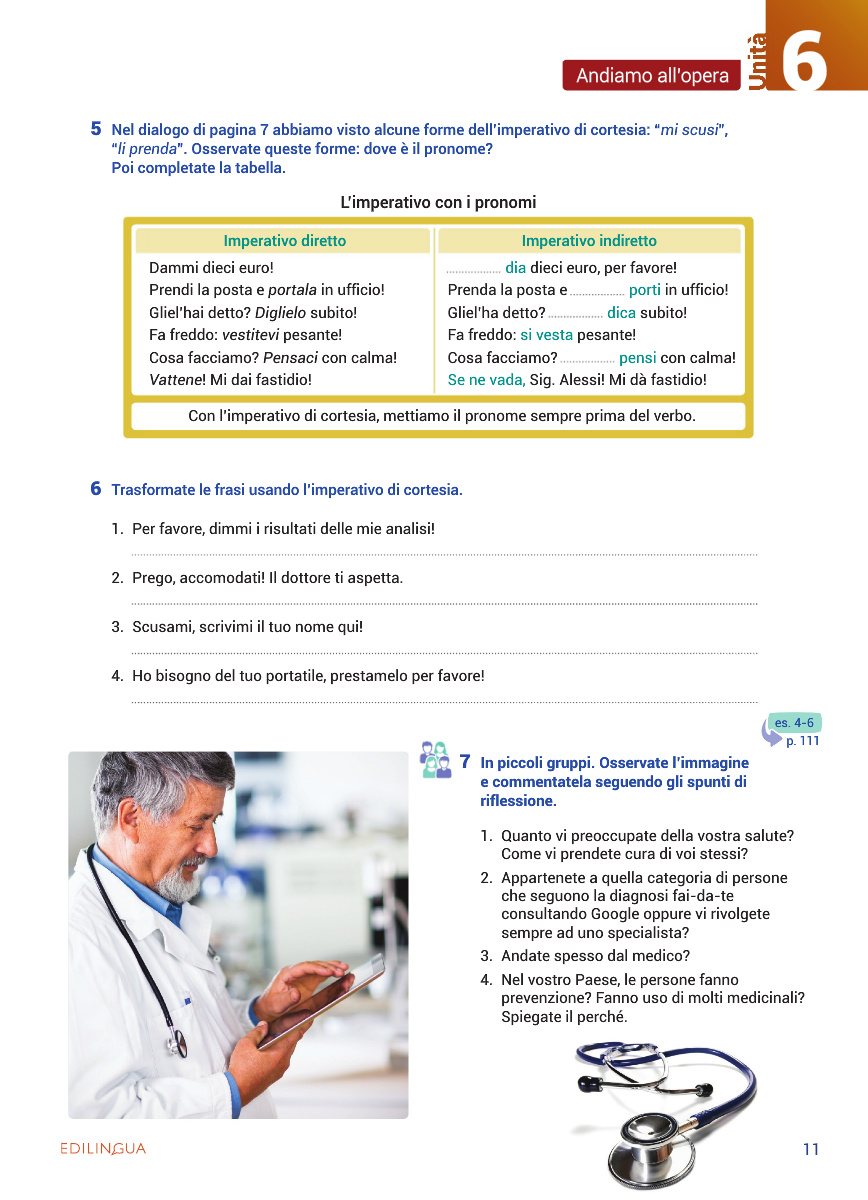 Andiamo all'opera
Unità
6
5 Nel dialogo di pagina 7 abbiamo visto alcune forme dell'imperativo di cortesia: "mi scusi",
"li prenda". Osservate queste forme: dove è il pronome?
Poi completate la tabella.
L'imperativo con i pronomi
Imperativo diretto
Imperativo indiretto
Dammi dieci euro!
.................. dia dieci euro, per favore!
Prendi la posta e portala in ufficio!
Prenda la posta e .................. porti in ufficio!
Gliel'hai detto? Diglielo subito!
Gliel'ha detto? .................. dica subito!
Fa freddo: vestitevi pesante!
Fa freddo: si vesta pesante!
Cosa facciamo? Pensaci con calma!
Cosa facciamo? .................. pensi con calma!
Vattene! Mi dai fastidio!
Se ne vada, Sig. Alessi! Mi dà fastidio!
Con l'imperativo di cortesia, mettiamo il pronome sempre prima del verbo.
6 Trasformate le frasi usando l'imperativo di cortesia.
1. Per favore, dimmi i risultati delle mie analisi!
2. Prego, accomodati! Il dottore ti aspetta.
3. Scusami, scrivimi il tuo nome qui!
4. Ho bisogno del tuo portatile, prestamelo per favore!
es. 4-6
p. 111
7 In piccoli gruppi. Osservate l'immagine
e commentatela seguendo gli spunti di
riflessione.
1. Quanto vi preoccupate della vostra salute?
Come vi prendete cura di voi stessi?
2. Appartenete a quella categoria di persone
che seguono la diagnosi fai-da-te
consultando Google oppure vi rivolgete
sempre ad uno specialista?
3. Andate spesso dal medico?
4. Nel vostro Paese, le persone fanno
prevenzione? Fanno uso di molti medicinali?
Spiegate il perché.
EDILINGUA
11